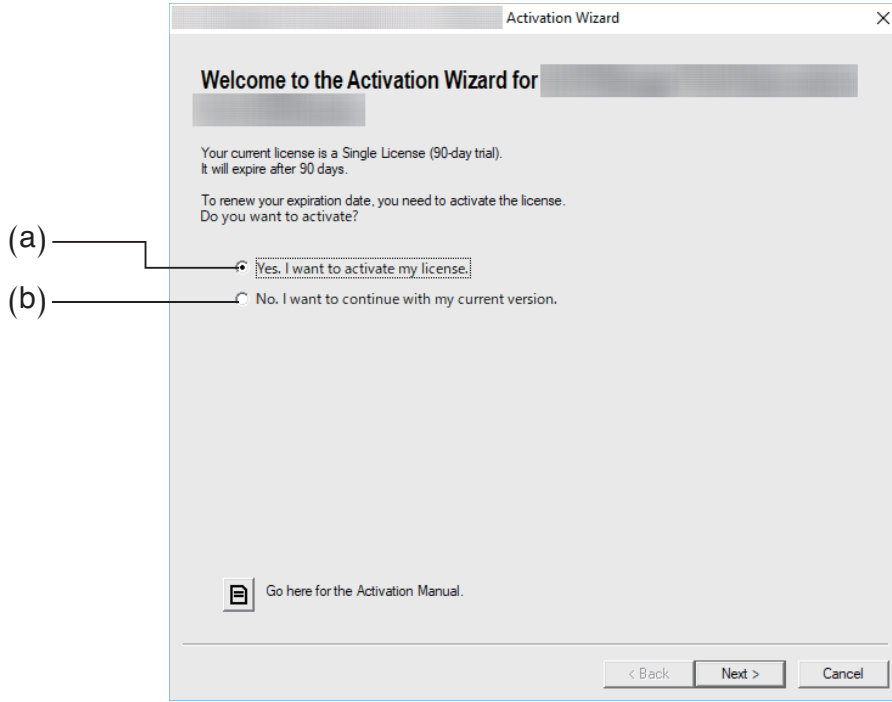 Activation Wizard
Welcome to the Activation Wizard for
Your current license is a Single License (90-day trial).
It will expire after 90 days.
To renew your expiration date, you need to activate the license.
Do you want to activate?
(a)
Yes. I want to activate my license.
(b)
No. I want to continue with my current version.
Go here for the Activation Manual.
< Back
Next >
Cancel